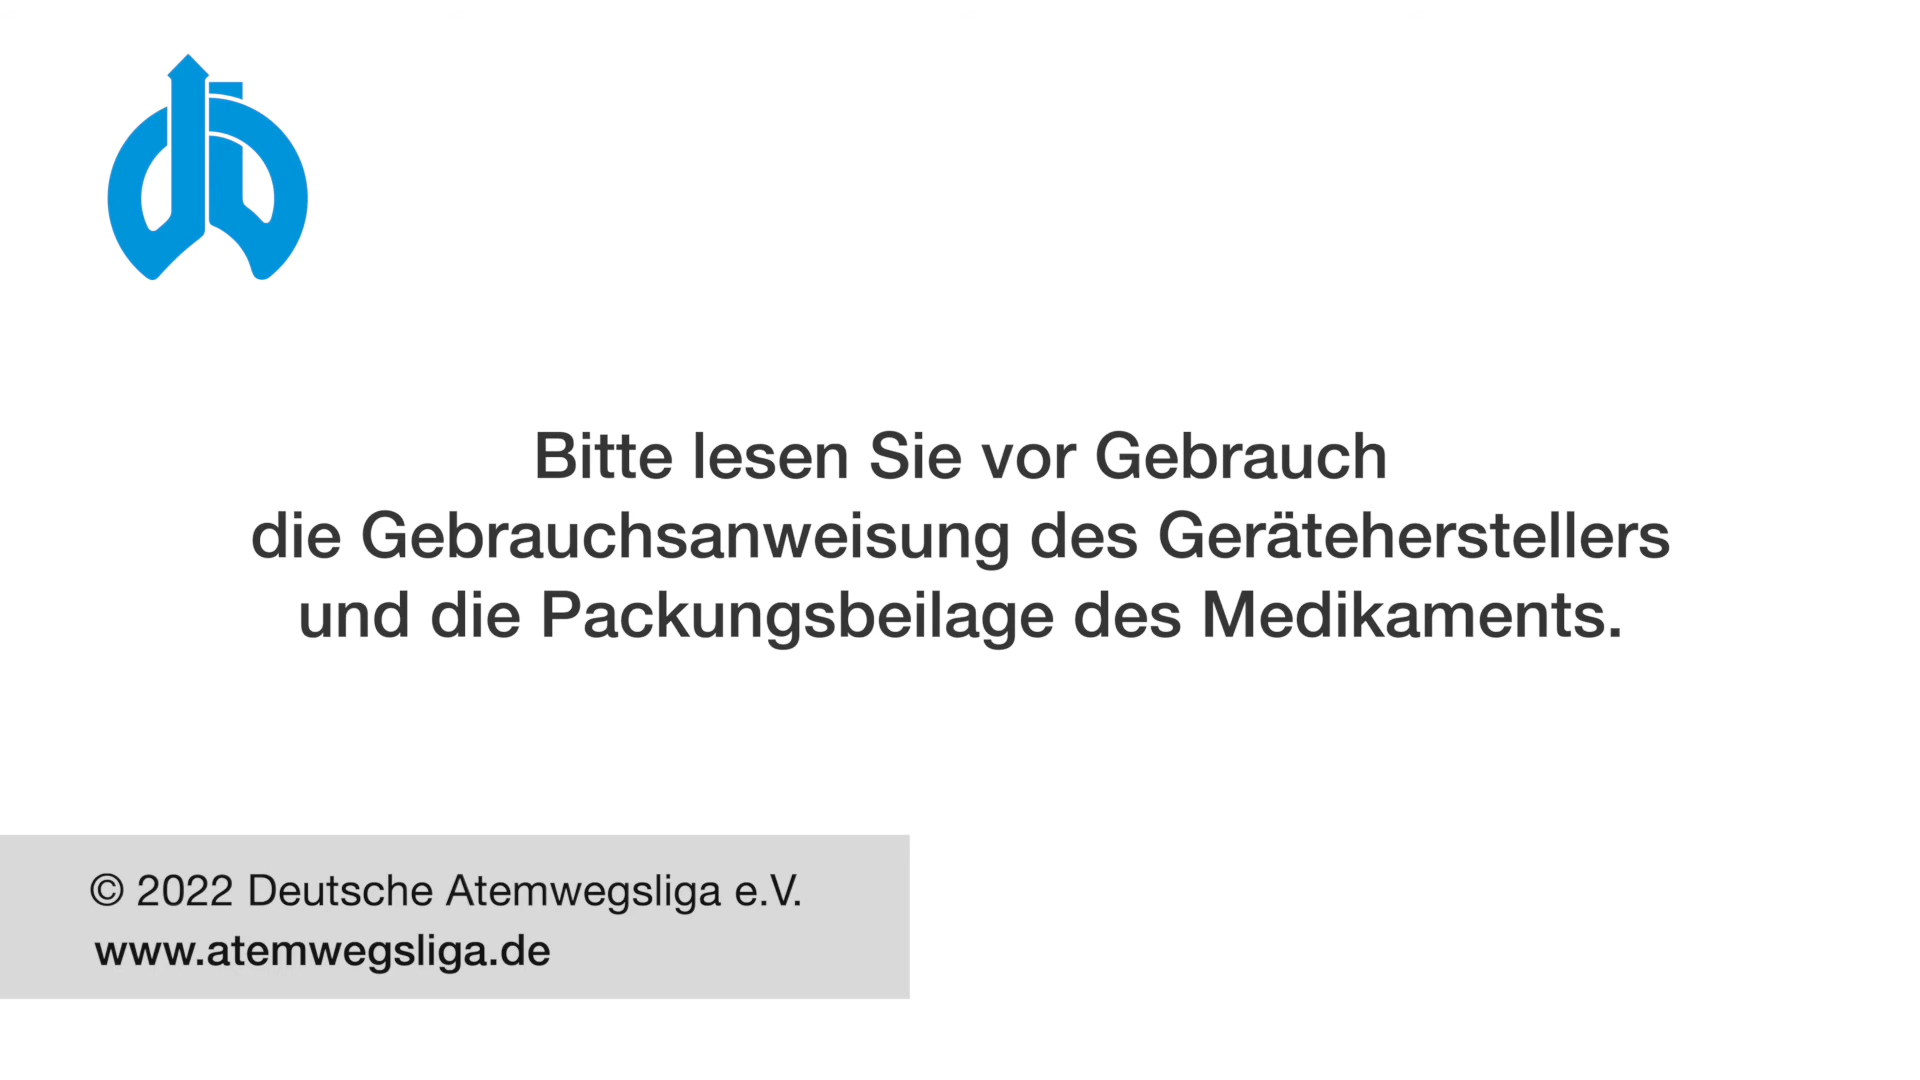 Bitte lesen Sie vor Gebrauch
die Gebrauchsanweisung des Geräteherstellers
und die Packungsbeilage des Medikaments.
© 2022 Deutsche Atemwegsliga e.V.
www.atemwegsliga.de